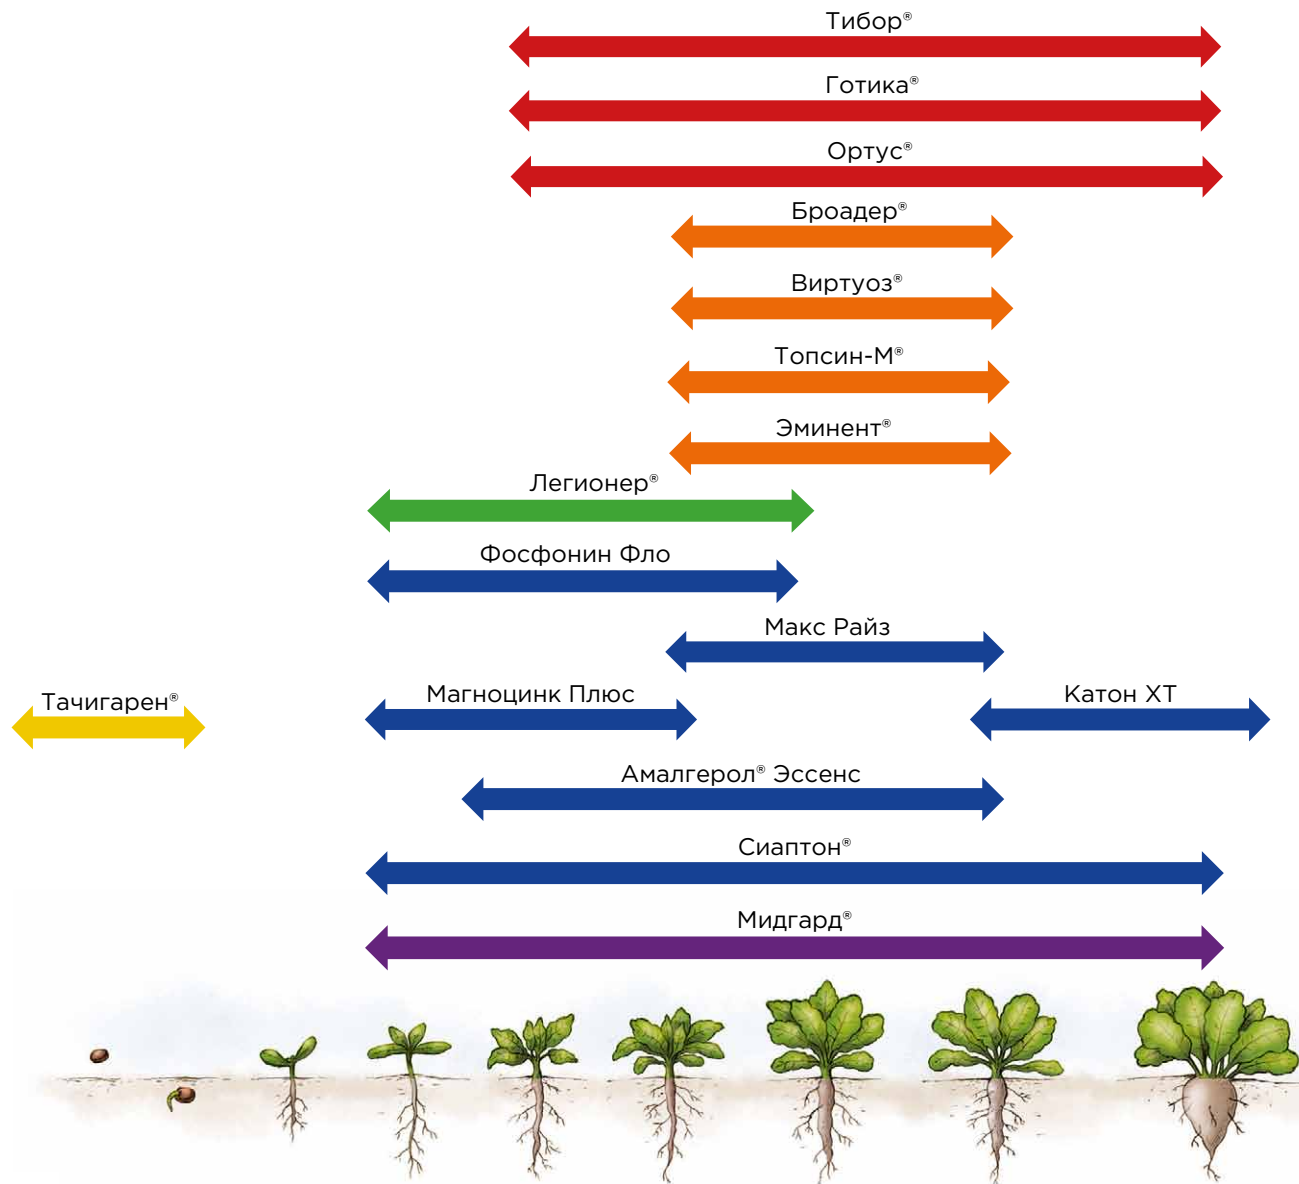 Тибор®
Готика®
Ортус®
Броадер®
Виртуоз®
Топсин-М®
Эминент®
Легионер®
Фосфонин Фло
Макс Райз
Тачигарен®
Магноцинк Плюс
Катон ХТ
Амалгерол® Эссенс
Сиаптон®
Мидгард®